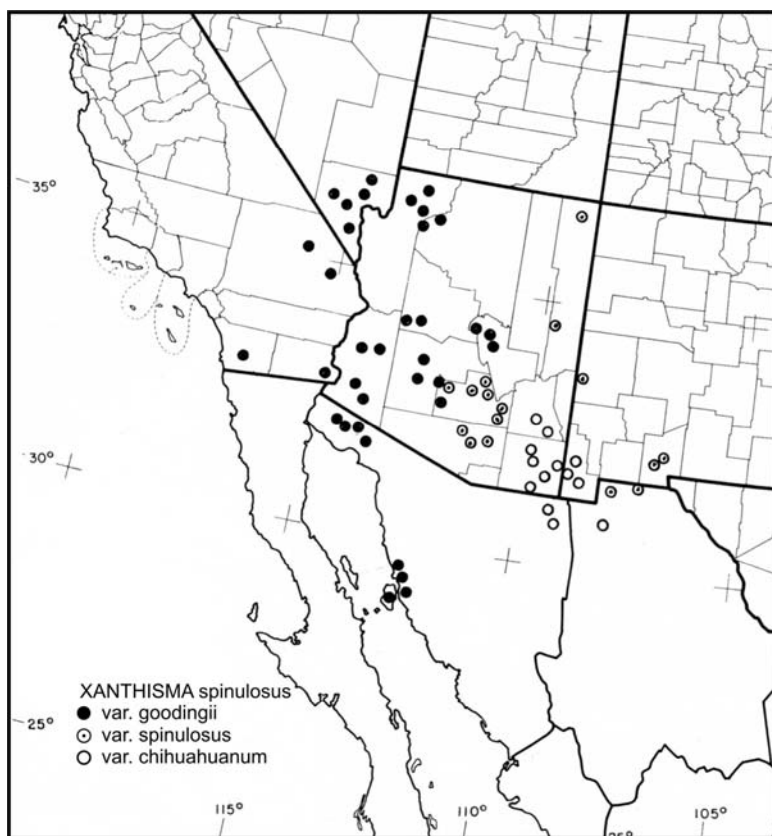 35°
30°
25°
XANTHISMA spinulosus
var. goodingii
var. spinulosus
var. chihuahuanum
115°
110°
105°